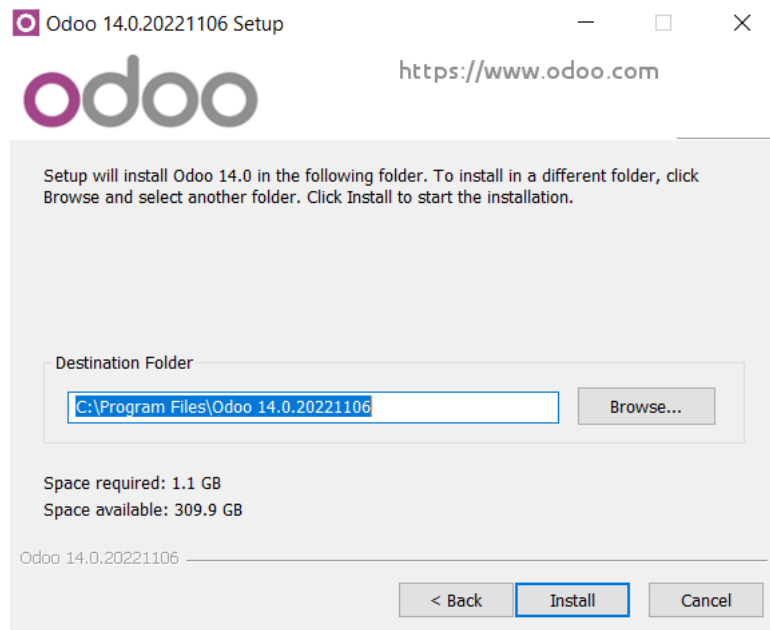 Odoo 14.0.20221106 Setup
odoo
https://www.odoo.com
Setup will install Odoo 14.0 in the following folder. To install in a different folder, click
Browse and select another folder. Click Install to start the installation.
Destination Folder
C:\Program Files\Odoo 14.0.20221106
Browse...
Space required: 1.1 GB
Space available: 309.9 GB
Odoo 14.0.20221106
< Back
Install
Cancel